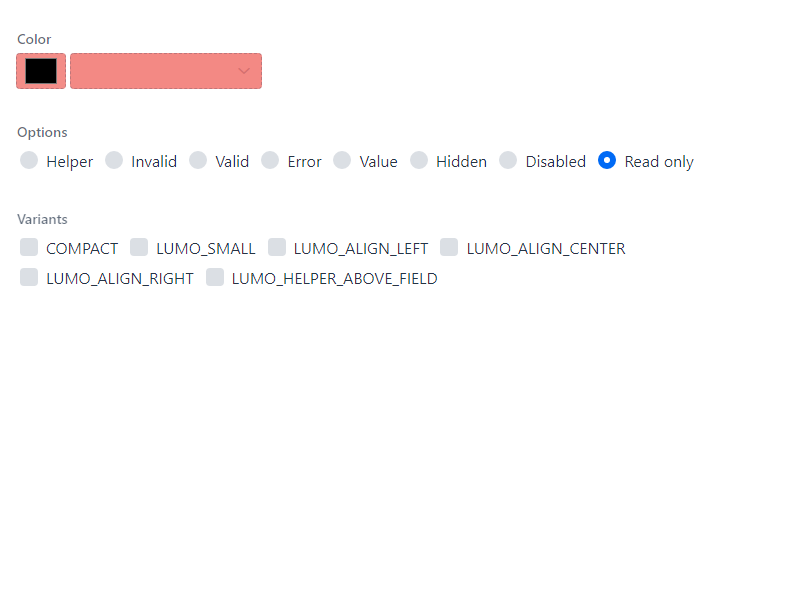 Color
Options
Helper Invalid Valid Error Value Hidden Disabled Read only
Variants
COMPACT LUMO_SMALL LUMO_ALIGN_LEFT LUMO_ALIGN_CENTER
LUMO_ALIGN_RIGHT LUMO_HELPER_ABOVE_FIELD